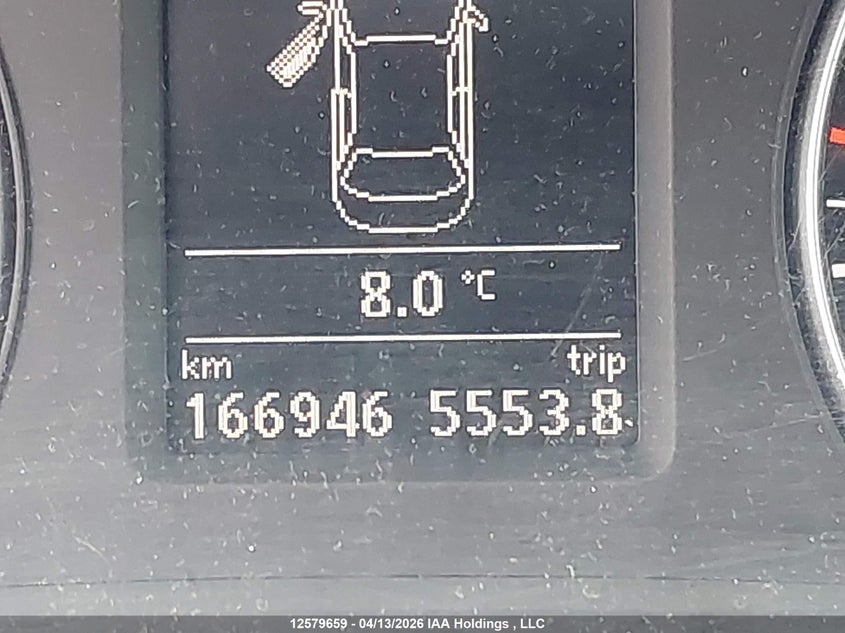 8.0 °C
km trip
166946 5553.8
12579659 - 04/13/2026 IAA Holdings , LLC